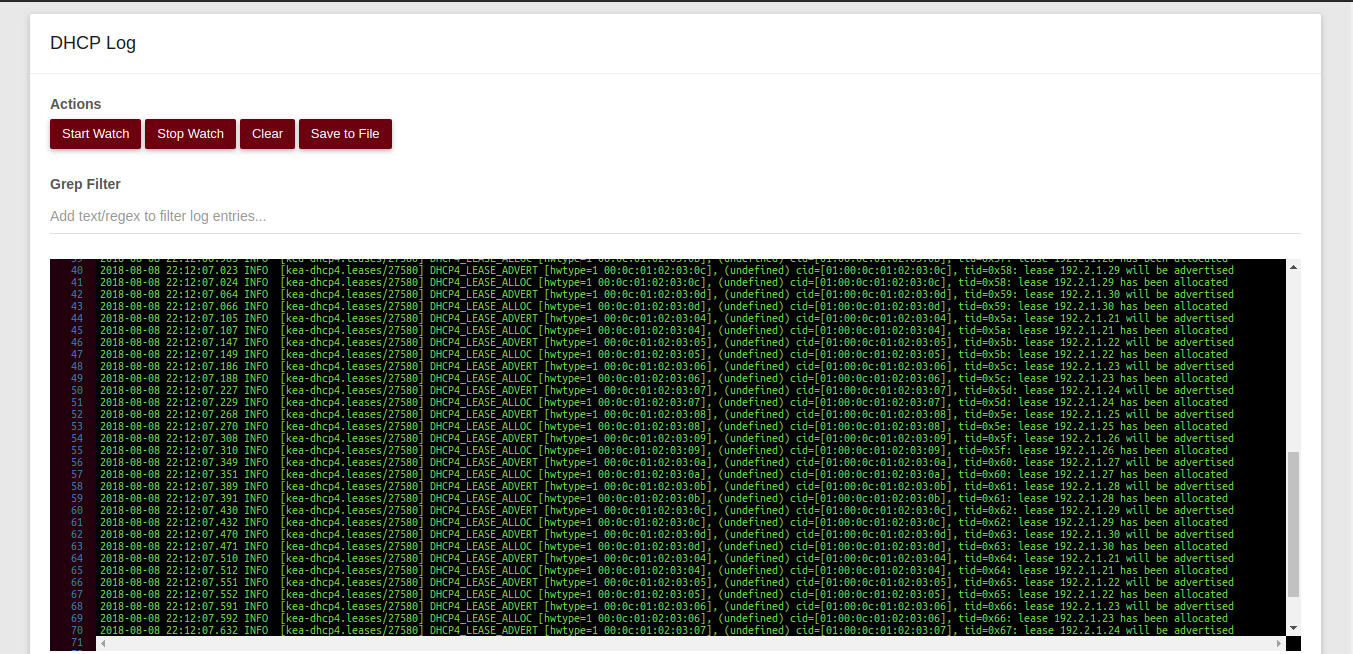 DHCP Log
Actions
Start Watch Stop Watch Clear Save to File
Grep Filter
Add text/regex to filter log entries...
40 2018-08-08 22:12:07.023 INFO [kea-dhcp4.leases/27580] DHCP4_LEASE_ADVERT [hwtype=1 00:0c:01:02:03:0c], (undefined) cid=[01:00:0c:01:02:03:0c], tid=0x58: lease 192.2.1.29 will be advertised
41 2018-08-08 22:12:07.024 INFO [kea-dhcp4.leases/27580] DHCP4_LEASE_ALLOC [hwtype=1 00:0c:01:02:03:0c], (undefined) cid=[01:00:0c:01:02:03:0c], tid=0x58: lease 192.2.1.29 has been allocated
42 2018-08-08 22:12:07.064 INFO [kea-dhcp4.leases/27580] DHCP4_LEASE_ADVERT [hwtype=1 00:0c:01:02:03:0d], (undefined) cid=[01:00:0c:01:02:03:0d], tid=0x59: lease 192.2.1.30 will be advertised
43 2018-08-08 22:12:07.066 INFO [kea-dhcp4.leases/27580] DHCP4_LEASE_ALLOC [hwtype=1 00:0c:01:02:03:0d], (undefined) cid=[01:00:0c:01:02:03:0d], tid=0x59: lease 192.2.1.30 has been allocated
44 2018-08-08 22:12:07.105 INFO [kea-dhcp4.leases/27580] DHCP4_LEASE_ADVERT [hwtype=1 00:0c:01:02:03:04], (undefined) cid=[01:00:0c:01:02:03:04], tid=0x5a: lease 192.2.1.21 will be advertised
45 2018-08-08 22:12:07.107 INFO [kea-dhcp4.leases/27580] DHCP4_LEASE_ALLOC [hwtype=1 00:0c:01:02:03:04], (undefined) cid=[01:00:0c:01:02:03:04], tid=0x5a: lease 192.2.1.21 has been allocated
46 2018-08-08 22:12:07.147 INFO [kea-dhcp4.leases/27580] DHCP4_LEASE_ADVERT [hwtype=1 00:0c:01:02:03:05], (undefined) cid=[01:00:0c:01:02:03:05], tid=0x5b: lease 192.2.1.22 will be advertised
47 2018-08-08 22:12:07.149 INFO [kea-dhcp4.leases/27580] DHCP4_LEASE_ALLOC [hwtype=1 00:0c:01:02:03:05], (undefined) cid=[01:00:0c:01:02:03:05], tid=0x5b: lease 192.2.1.22 has been allocated
48 2018-08-08 22:12:07.186 INFO [kea-dhcp4.leases/27580] DHCP4_LEASE_ADVERT [hwtype=1 00:0c:01:02:03:06], (undefined) cid=[01:00:0c:01:02:03:06], tid=0x5c: lease 192.2.1.23 will be advertised
49 2018-08-08 22:12:07.188 INFO [kea-dhcp4.leases/27580] DHCP4_LEASE_ALLOC [hwtype=1 00:0c:01:02:03:06], (undefined) cid=[01:00:0c:01:02:03:06], tid=0x5c: lease 192.2.1.23 has been allocated
50 2018-08-08 22:12:07.227 INFO [kea-dhcp4.leases/27580] DHCP4_LEASE_ADVERT [hwtype=1 00:0c:01:02:03:07], (undefined) cid=[01:00:0c:01:02:03:07], tid=0x5d: lease 192.2.1.24 will be advertised
51 2018-08-08 22:12:07.229 INFO [kea-dhcp4.leases/27580] DHCP4_LEASE_ALLOC [hwtype=1 00:0c:01:02:03:07], (undefined) cid=[01:00:0c:01:02:03:07], tid=0x5d: lease 192.2.1.24 has been allocated
52 2018-08-08 22:12:07.268 INFO [kea-dhcp4.leases/27580] DHCP4_LEASE_ADVERT [hwtype=1 00:0c:01:02:03:08], (undefined) cid=[01:00:0c:01:02:03:08], tid=0x5e: lease 192.2.1.25 will be advertised
53 2018-08-08 22:12:07.270 INFO [kea-dhcp4.leases/27580] DHCP4_LEASE_ALLOC [hwtype=1 00:0c:01:02:03:08], (undefined) cid=[01:00:0c:01:02:03:08], tid=0x5e: lease 192.2.1.25 has been allocated
54 2018-08-08 22:12:07.308 INFO [kea-dhcp4.leases/27580] DHCP4_LEASE_ADVERT [hwtype=1 00:0c:01:02:03:09], (undefined) cid=[01:00:0c:01:02:03:09], tid=0x5f: lease 192.2.1.26 will be advertised
55 2018-08-08 22:12:07.310 INFO [kea-dhcp4.leases/27580] DHCP4_LEASE_ALLOC [hwtype=1 00:0c:01:02:03:09], (undefined) cid=[01:00:0c:01:02:03:09], tid=0x5f: lease 192.2.1.26 has been allocated
56 2018-08-08 22:12:07.349 INFO [kea-dhcp4.leases/27580] DHCP4_LEASE_ADVERT [hwtype=1 00:0c:01:02:03:0a], (undefined) cid=[01:00:0c:01:02:03:0a], tid=0x60: lease 192.2.1.27 will be advertised
57 2018-08-08 22:12:07.351 INFO [kea-dhcp4.leases/27580] DHCP4_LEASE_ALLOC [hwtype=1 00:0c:01:02:03:0a], (undefined) cid=[01:00:0c:01:02:03:0a], tid=0x60: lease 192.2.1.27 has been allocated
58 2018-08-08 22:12:07.389 INFO [kea-dhcp4.leases/27580] DHCP4_LEASE_ADVERT [hwtype=1 00:0c:01:02:03:0b], (undefined) cid=[01:00:0c:01:02:03:0b], tid=0x61: lease 192.2.1.28 will be advertised
59 2018-08-08 22:12:07.391 INFO [kea-dhcp4.leases/27580] DHCP4_LEASE_ALLOC [hwtype=1 00:0c:01:02:03:0b], (undefined) cid=[01:00:0c:01:02:03:0b], tid=0x61: lease 192.2.1.28 has been allocated
60 2018-08-08 22:12:07.430 INFO [kea-dhcp4.leases/27580] DHCP4_LEASE_ADVERT [hwtype=1 00:0c:01:02:03:0c], (undefined) cid=[01:00:0c:01:02:03:0c], tid=0x62: lease 192.2.1.29 will be advertised
61 2018-08-08 22:12:07.432 INFO [kea-dhcp4.leases/27580] DHCP4_LEASE_ALLOC [hwtype=1 00:0c:01:02:03:0c], (undefined) cid=[01:00:0c:01:02:03:0c], tid=0x62: lease 192.2.1.29 has been allocated
62 2018-08-08 22:12:07.470 INFO [kea-dhcp4.leases/27580] DHCP4_LEASE_ADVERT [hwtype=1 00:0c:01:02:03:0d], (undefined) cid=[01:00:0c:01:02:03:0d], tid=0x63: lease 192.2.1.30 will be advertised
63 2018-08-08 22:12:07.471 INFO [kea-dhcp4.leases/27580] DHCP4_LEASE_ALLOC [hwtype=1 00:0c:01:02:03:0d], (undefined) cid=[01:00:0c:01:02:03:0d], tid=0x63: lease 192.2.1.30 has been allocated
64 2018-08-08 22:12:07.510 INFO [kea-dhcp4.leases/27580] DHCP4_LEASE_ADVERT [hwtype=1 00:0c:01:02:03:04], (undefined) cid=[01:00:0c:01:02:03:04], tid=0x64: lease 192.2.1.21 will be advertised
65 2018-08-08 22:12:07.512 INFO [kea-dhcp4.leases/27580] DHCP4_LEASE_ALLOC [hwtype=1 00:0c:01:02:03:04], (undefined) cid=[01:00:0c:01:02:03:04], tid=0x64: lease 192.2.1.21 has been allocated
66 2018-08-08 22:12:07.551 INFO [kea-dhcp4.leases/27580] DHCP4_LEASE_ADVERT [hwtype=1 00:0c:01:02:03:05], (undefined) cid=[01:00:0c:01:02:03:05], tid=0x65: lease 192.2.1.22 will be advertised
67 2018-08-08 22:12:07.552 INFO [kea-dhcp4.leases/27580] DHCP4_LEASE_ALLOC [hwtype=1 00:0c:01:02:03:05], (undefined) cid=[01:00:0c:01:02:03:05], tid=0x65: lease 192.2.1.22 has been allocated
68 2018-08-08 22:12:07.591 INFO [kea-dhcp4.leases/27580] DHCP4_LEASE_ADVERT [hwtype=1 00:0c:01:02:03:06], (undefined) cid=[01:00:0c:01:02:03:06], tid=0x66: lease 192.2.1.23 will be advertised
69 2018-08-08 22:12:07.592 INFO [kea-dhcp4.leases/27580] DHCP4_LEASE_ALLOC [hwtype=1 00:0c:01:02:03:06], (undefined) cid=[01:00:0c:01:02:03:06], tid=0x66: lease 192.2.1.23 has been allocated
70 2018-08-08 22:12:07.632 INFO [kea-dhcp4.leases/27580] DHCP4_LEASE_ADVERT [hwtype=1 00:0c:01:02:03:07], (undefined) cid=[01:00:0c:01:02:03:07], tid=0x67: lease 192.2.1.24 will be advertised
71